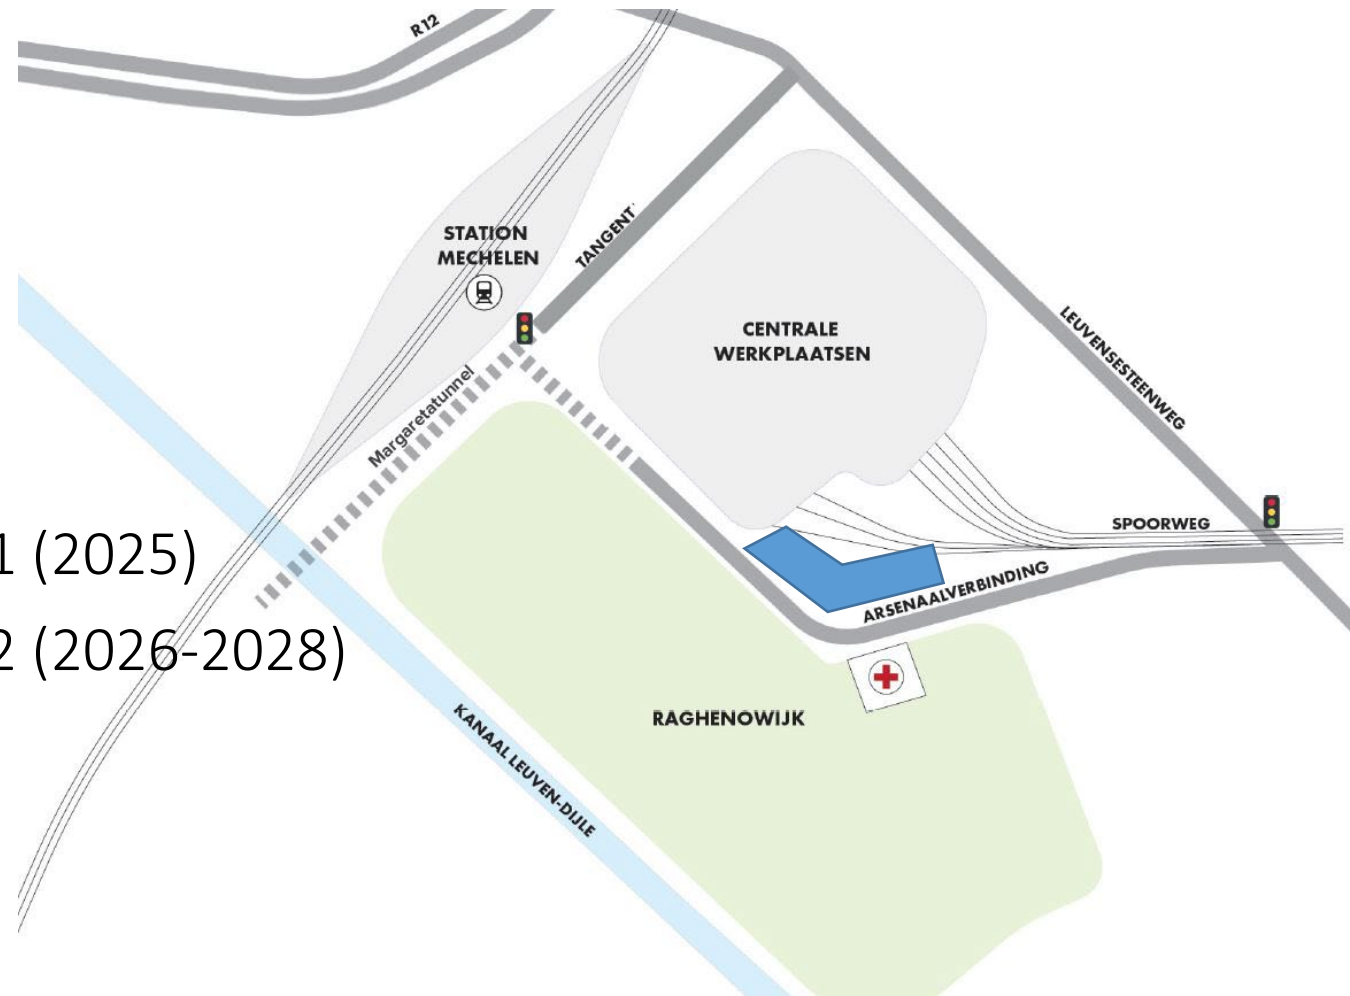 R12
STATION
MECHELEN
TANGENT
CENTRALE
WERKPLAATSEN
LEUVENSESTEENWEG
Margaretatunnel
SPOORWEG
1 (2025)
ARSENAALVERBINDING
2 (2026-2028)
RAGHENOWIJK
KANAAL LEUVEN-DIJLE